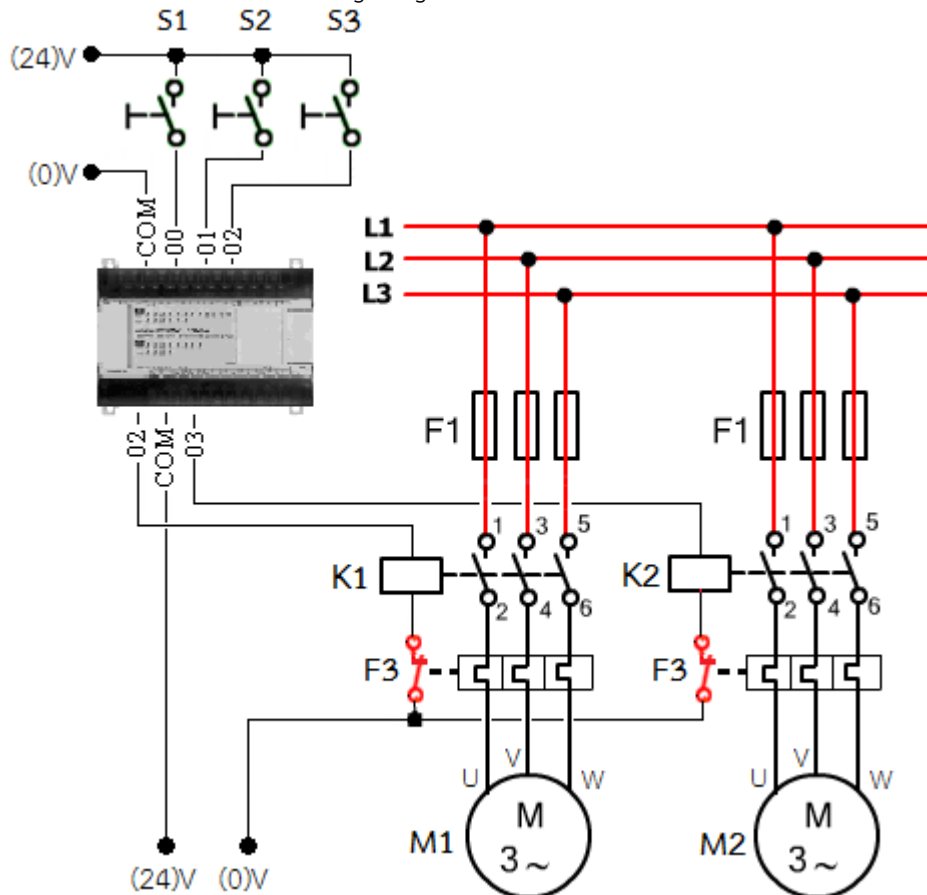 S1 S2 S3
(24)V
(0)V
-COM-
-00-
-01-
-02-
L1
L2
L3
-02-
COM-
-03-
F1
F1
1 3 5
1 3 5
K1
K2
2 4 6
2 4 6
F3
F3
U V W
U V W
M1
M
3~
M2
M
3~
(24)V (0)V